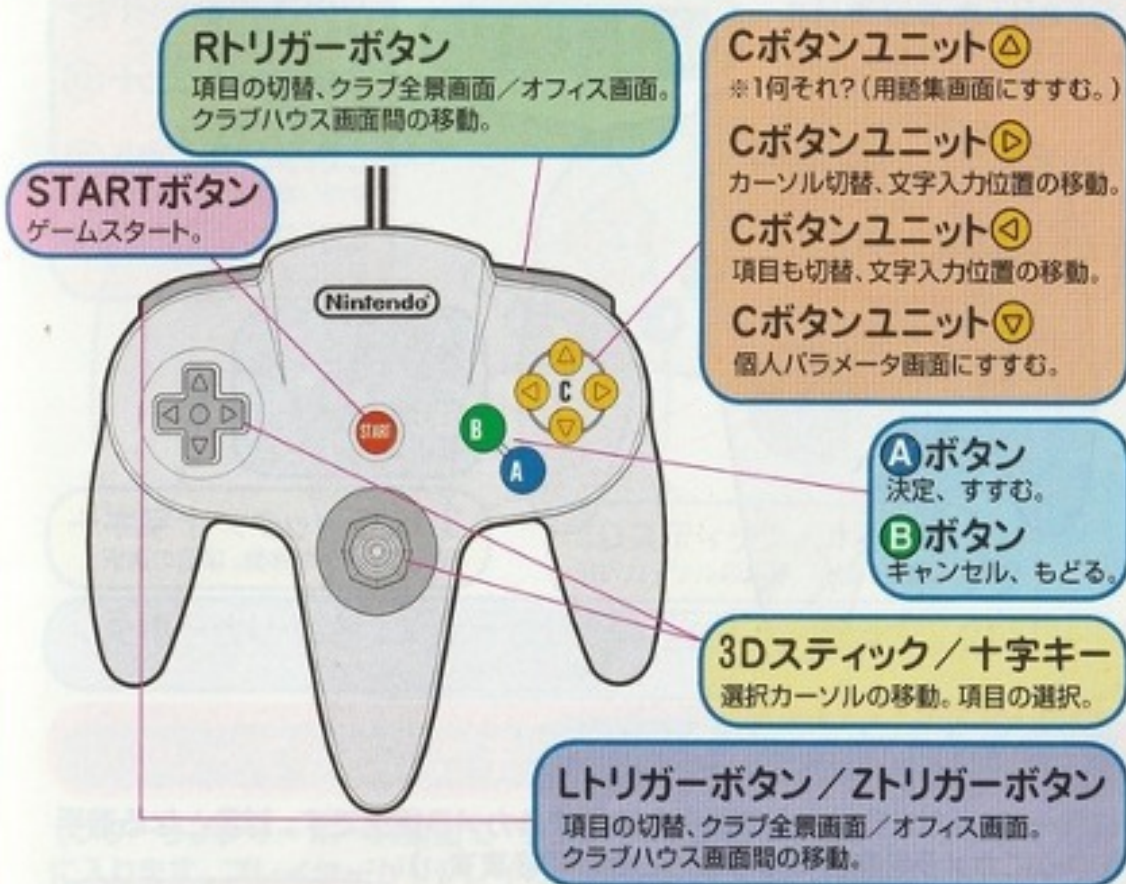 Rトリガーボタン
項目の切替、クラブ全景画面／オフィス画面。
クラブハウス画面間の移動。
STARTボタン
ゲームスタート。
Cボタンユニット△
※1何それ?(用語集画面にすすむ。)
Cボタンユニット▷
カーソル切替、文字入力位置の移動。
Cボタンユニット◁
項目も切替、文字入力位置の移動。
Cボタンユニット▽
個人パラメータ画面にすすむ。
Nintendo
C
START
B
A
Aボタン
決定、すすむ。
Bボタン
キャンセル、もどる。
3Dスティック／十字キー
選択カーソルの移動。項目の選択。
Lトリガーボタン／Zトリガーボタン
項目の切替、クラブ全景画面／オフィス画面。
クラブハウス画面間の移動。